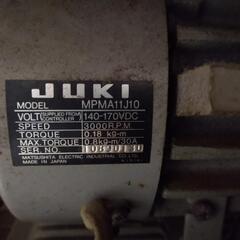 JUKI
MODEL MPMA11J10
VOLT(SUPPLIED FROM CONTROLLER) 140-170VDC
SPEED 3000R.P.M.
TORQUE 0.18 kg-m
MAX.TORQUE 0.8kg-m/30A
SER.NO.
MATSUSHITA ELECTRIC INDUSTRIAL CO.LTD
MADE IN JAPAN